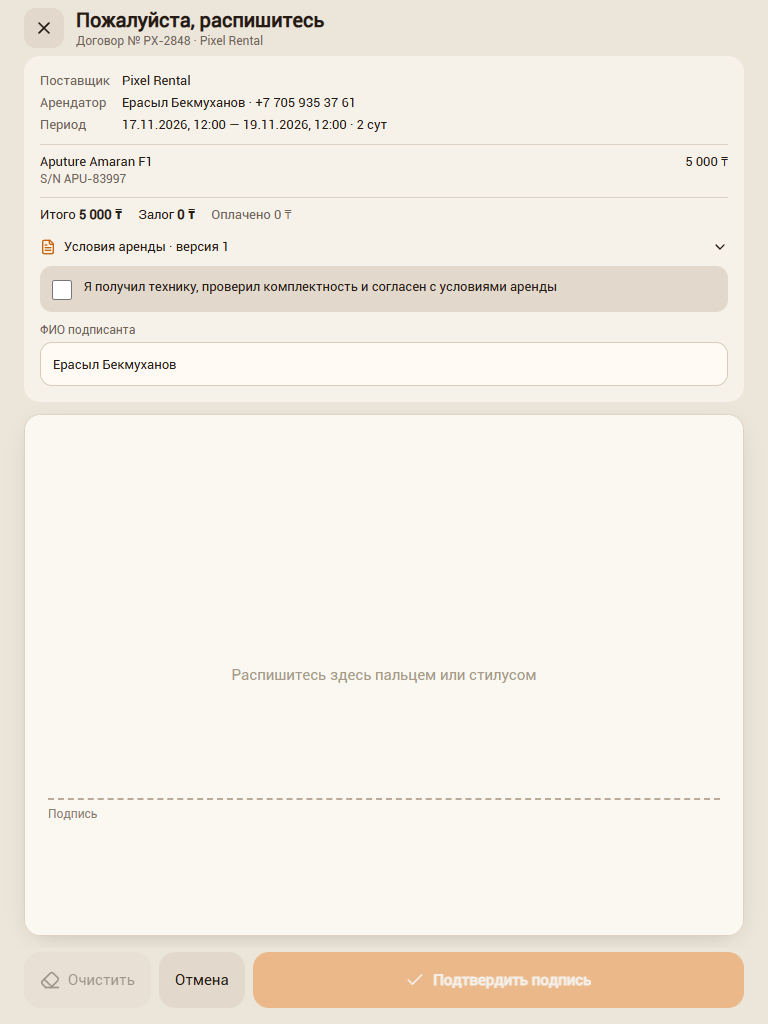 Пожалуйста, распишитесь
Договор № PX-2848 · Pixel Rental
Поставщик Pixel Rental
Арендатор Ерасыл Бекмуханов · +7 705 935 37 61
Период 17.11.2026, 12:00 — 19.11.2026, 12:00 · 2 сут
Aputure Amaran F1 5 000 ₸
S/N APU-83997
Итого 5 000 ₸ Залог 0 ₸ Оплачено 0 ₸
Условия аренды · версия 1
Я получил технику, проверил комплектность и согласен с условиями аренды
ФИО подписанта
Ерасыл Бекмуханов
Распишитесь здесь пальцем или стилусом
Подпись
Очистить Отмена Подтвердить подпись